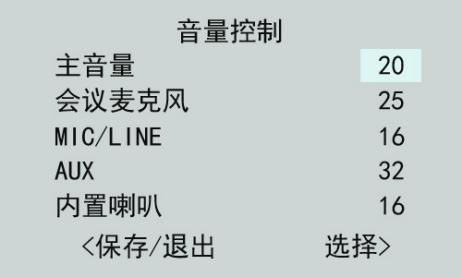 音量控制
主音量 20
会议麦克风 25
MIC/LINE 16
AUX 32
内置喇叭 16
<保存/退出 选择>